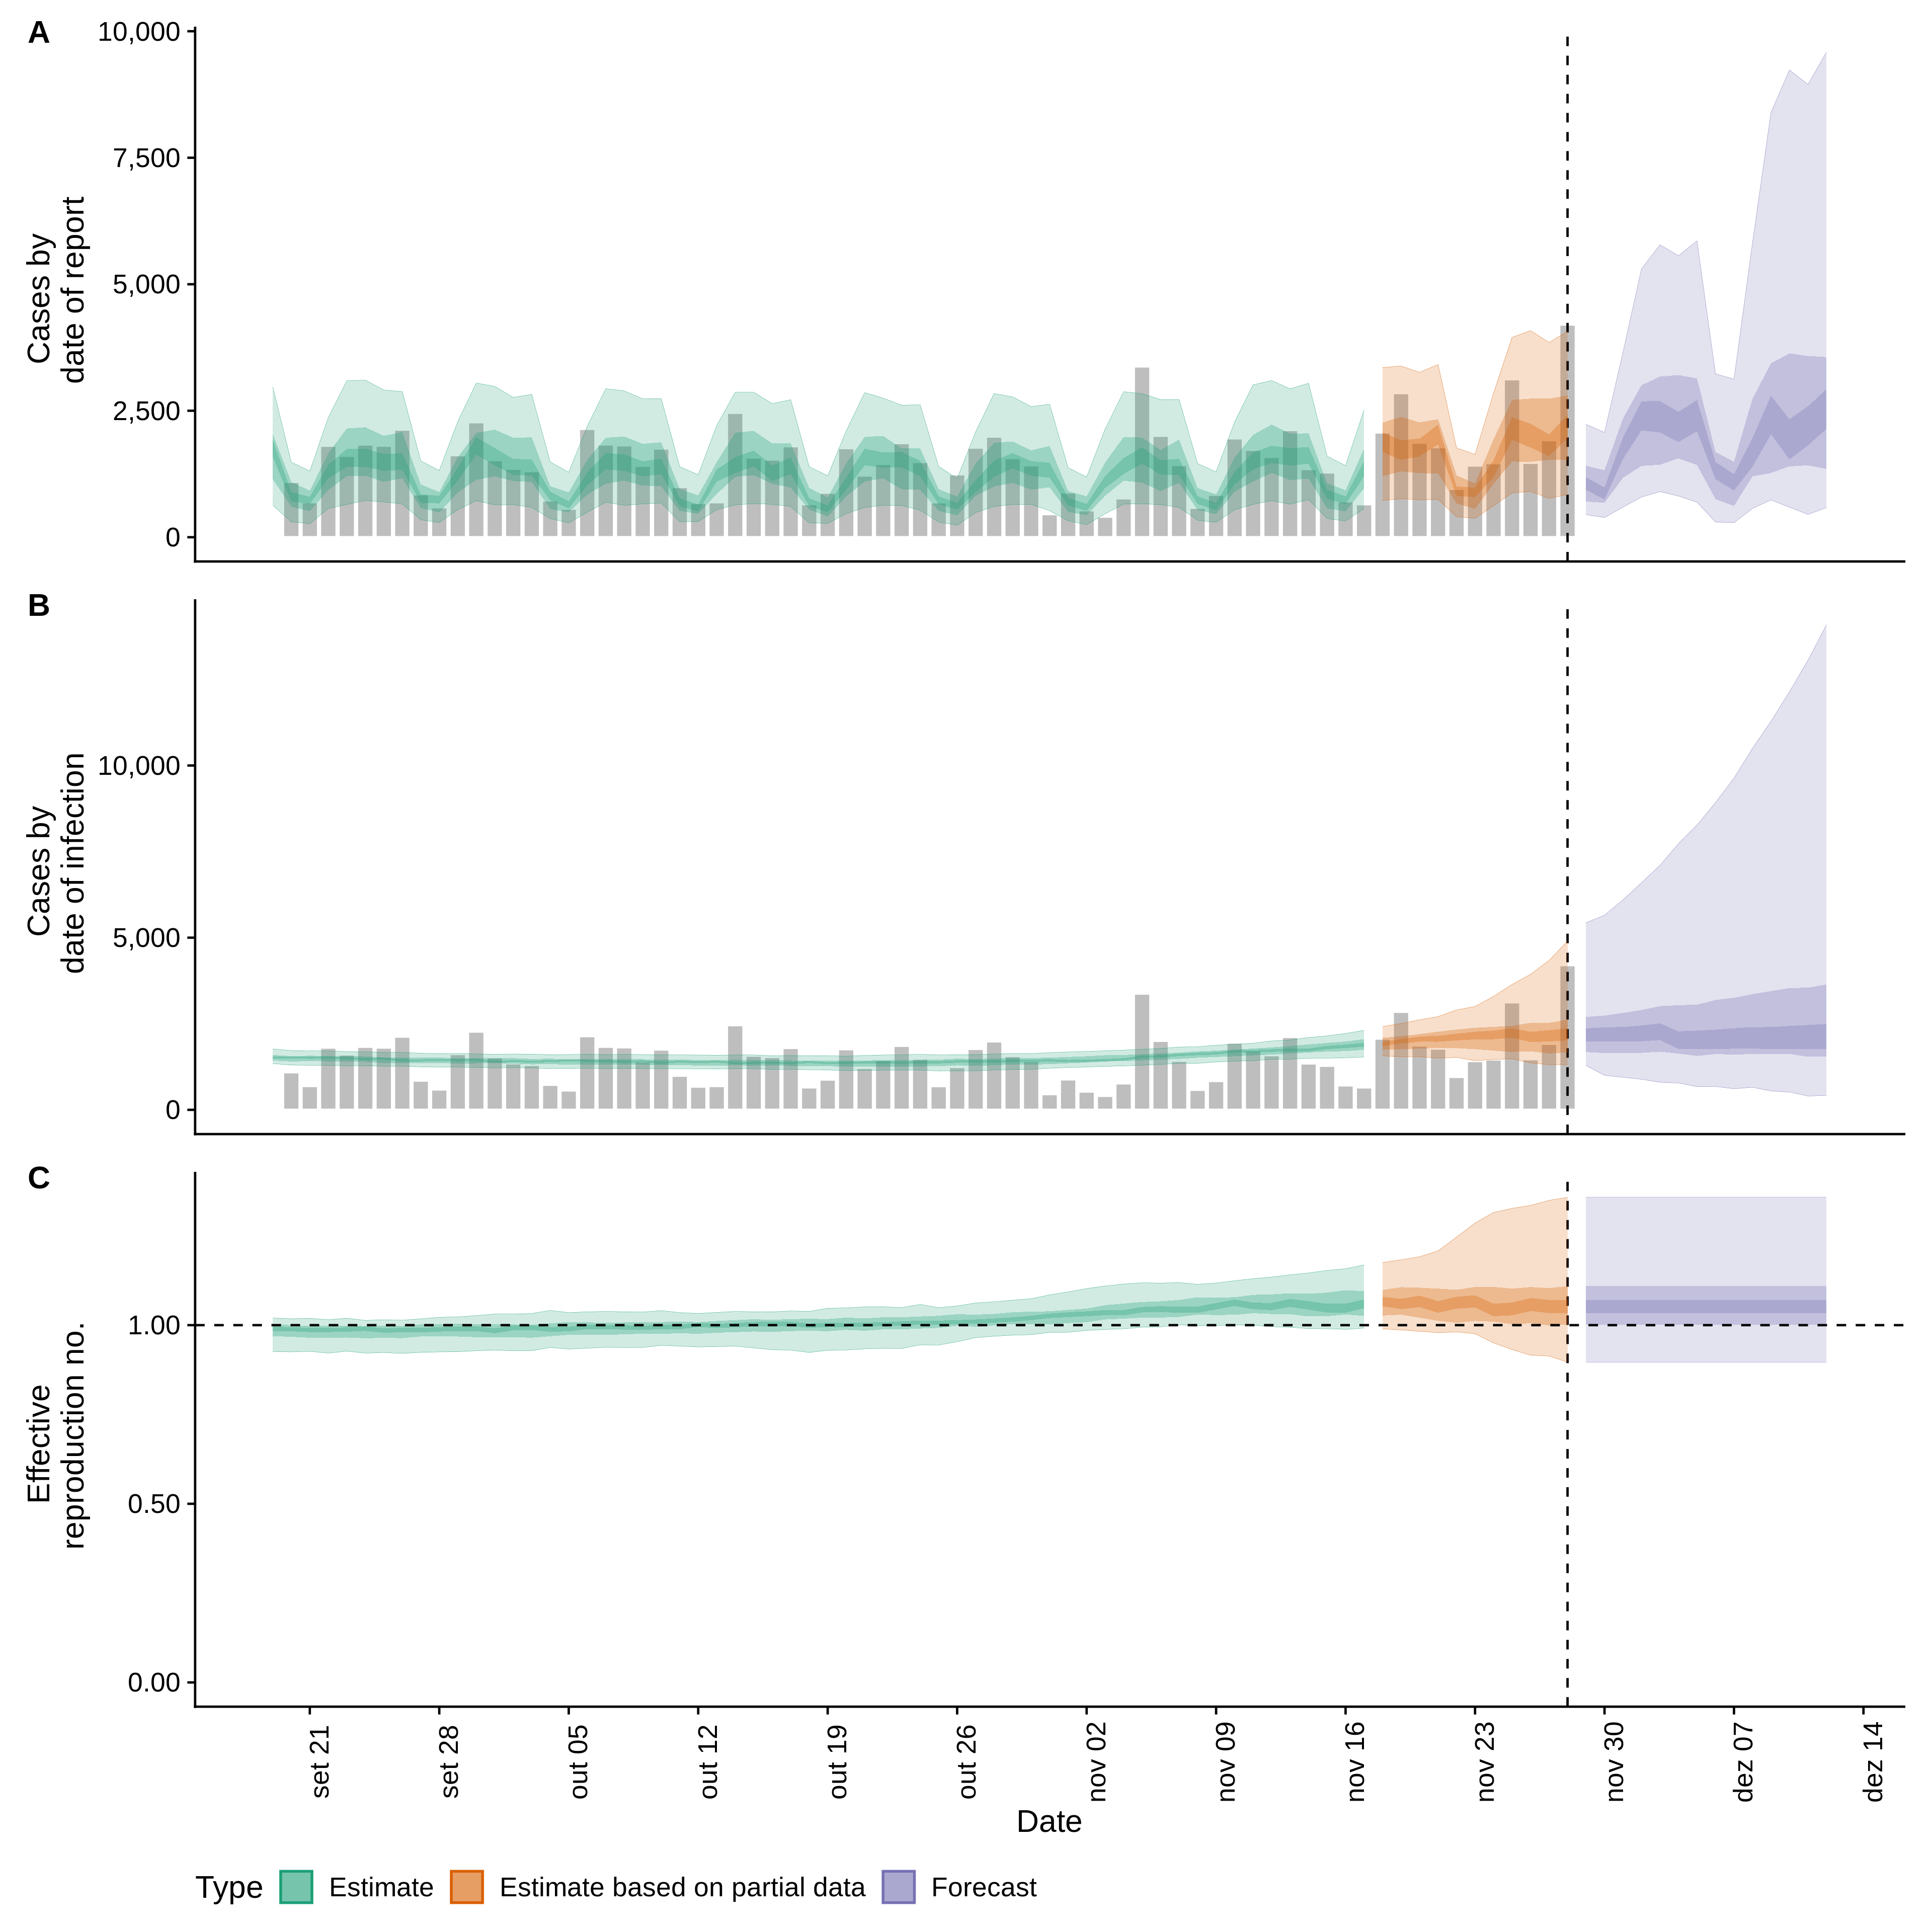 A
10,000
7,500
5,000
2,500
0
Cases by
date of report
B
10,000
5,000
0
Cases by
date of infection
C
1.00
0.50
0.00
Effective
reproduction no.
set 21
set 28
out 05
out 12
out 19
out 26
nov 02
nov 09
nov 16
nov 23
nov 30
dez 07
dez 14
Date
Type Estimate Estimate based on partial data Forecast